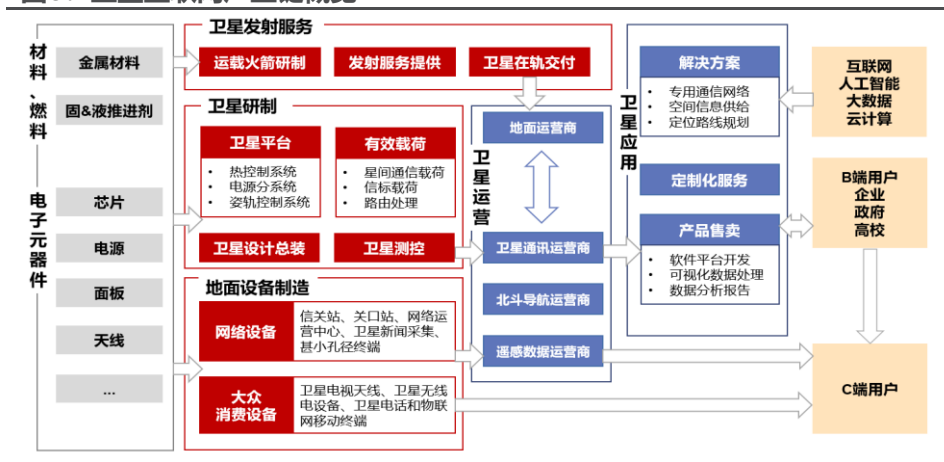 材料、燃料
金属材料
固&液推进剂
电子元器件
芯片
电源
面板
天线
...
卫星发射服务
运载火箭研制
发射服务提供
卫星在轨交付
卫星研制
卫星平台
• 热控制系统
• 电源分系统
• 姿轨控制系统
有效载荷
• 星间通信载荷
• 信标载荷
• 路由处理
卫星设计总装
卫星测控
地面设备制造
网络设备
信关站、关口站、网络运
营中心、卫星新闻采集、
甚小孔径终端
大众
消费设备
卫星电视天线、卫星无线
电设备、卫星电话和物联
网移动终端
卫星运营
地面运营商
卫星通讯运营商
北斗导航运营商
遥感数据运营商
卫星应用
解决方案
• 专用通信网络
• 空间信息供给
• 定位路线规划
定制化服务
产品售卖
• 软件平台开发
• 可视化数据处理
• 数据分析报告
互联网
人工智能
大数据
云计算
B端用户
企业
政府
高校
C端用户